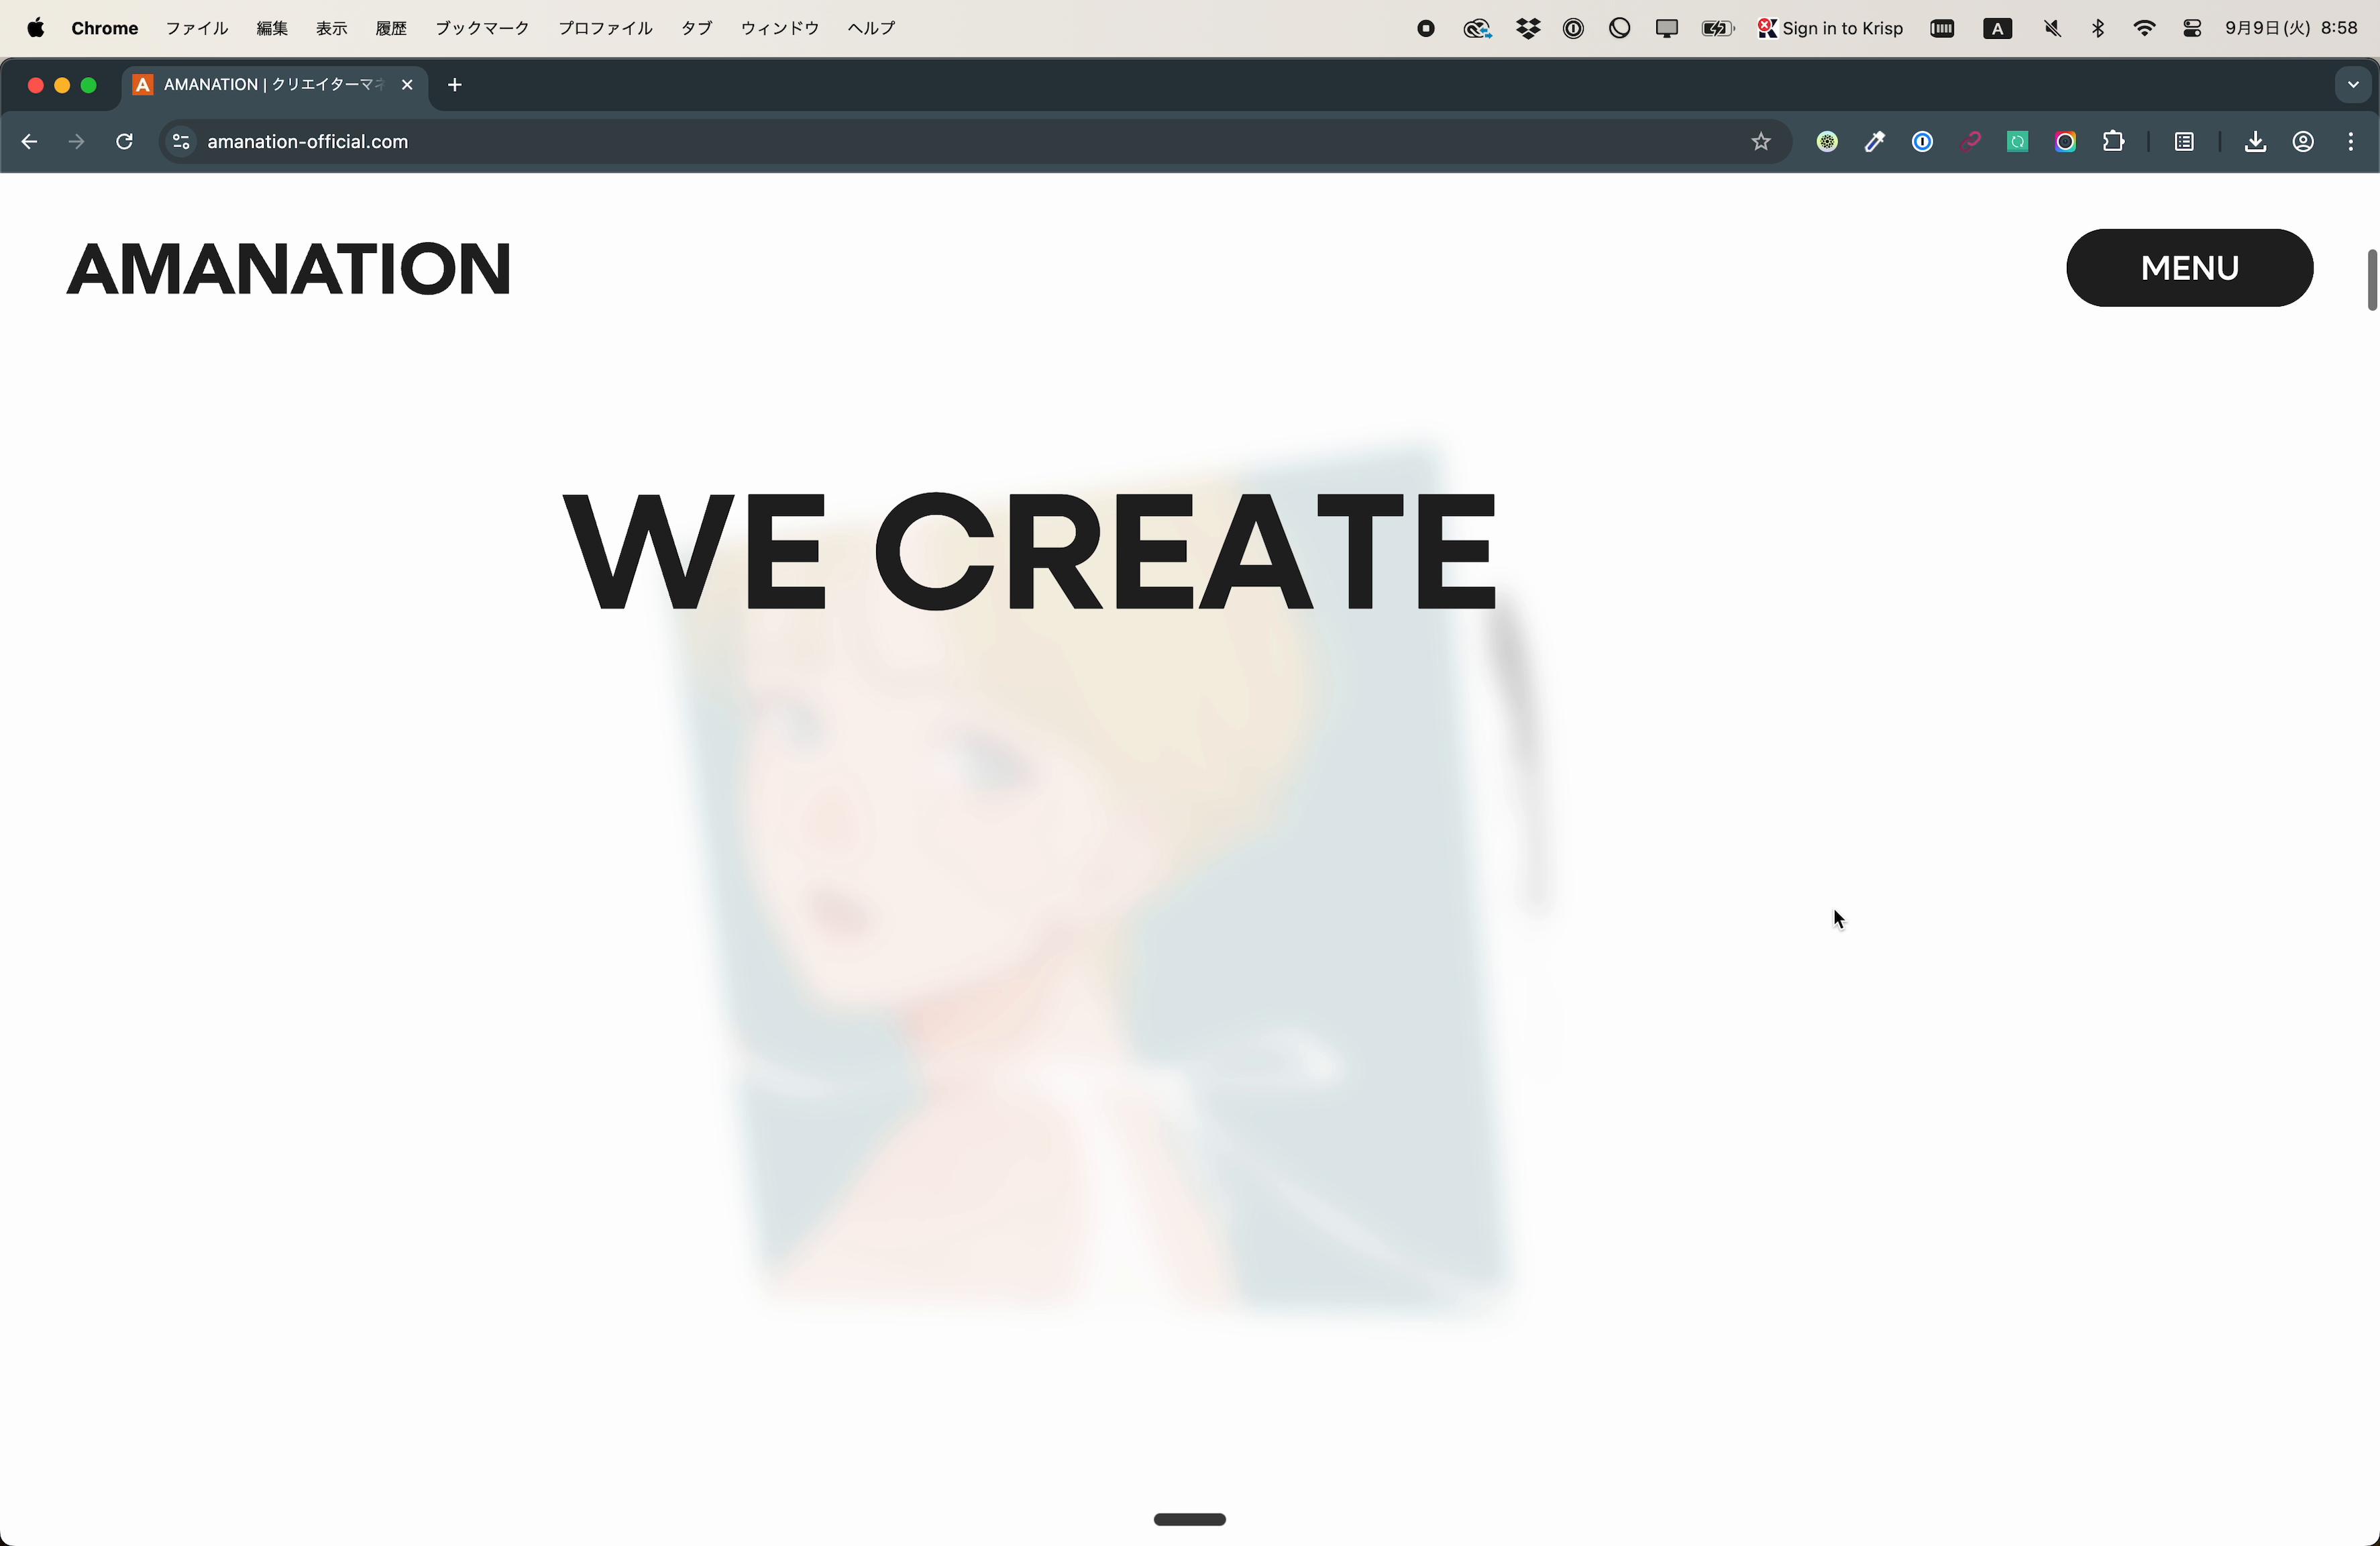 Chrome ファイル 編集 表示 履歴 ブックマーク プロファイル タブ ウィンドウ ヘルプ Sign in to Krisp A 9月9日(火) 8:58
A AMANATION | クリエイターマネ
amanation-official.com
AMANATION MENU
WE CREATE